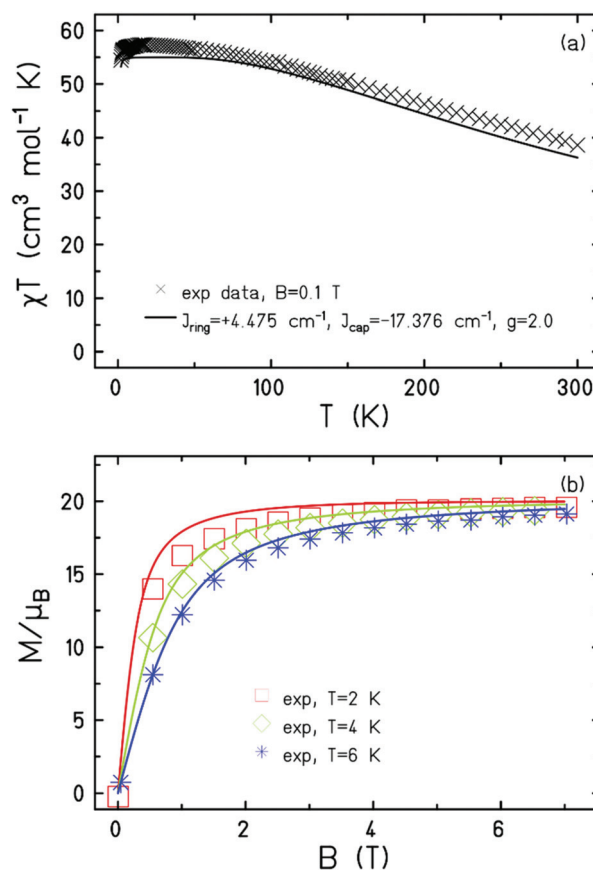 (a)
60
50
40
30
20
10
0
χT (cm³ mol⁻¹ K)
exp data, B=0.1 T
J_ring=+4.475 cm⁻¹, J_cap=−17.376 cm⁻¹, g=2.0
0 100 200 300
T (K)
(b)
20
15
10
5
0
M/μ_B
exp, T=2 K
exp, T=4 K
exp, T=6 K
0 2 4 6
B (T)